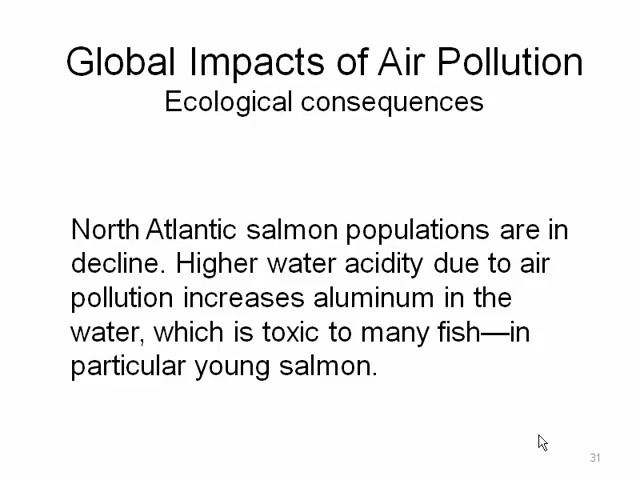 Global Impacts of Air Pollution
Ecological consequences
North Atlantic salmon populations are in
decline. Higher water acidity due to air
pollution increases aluminum in the
water, which is toxic to many fish—in
particular young salmon.
31